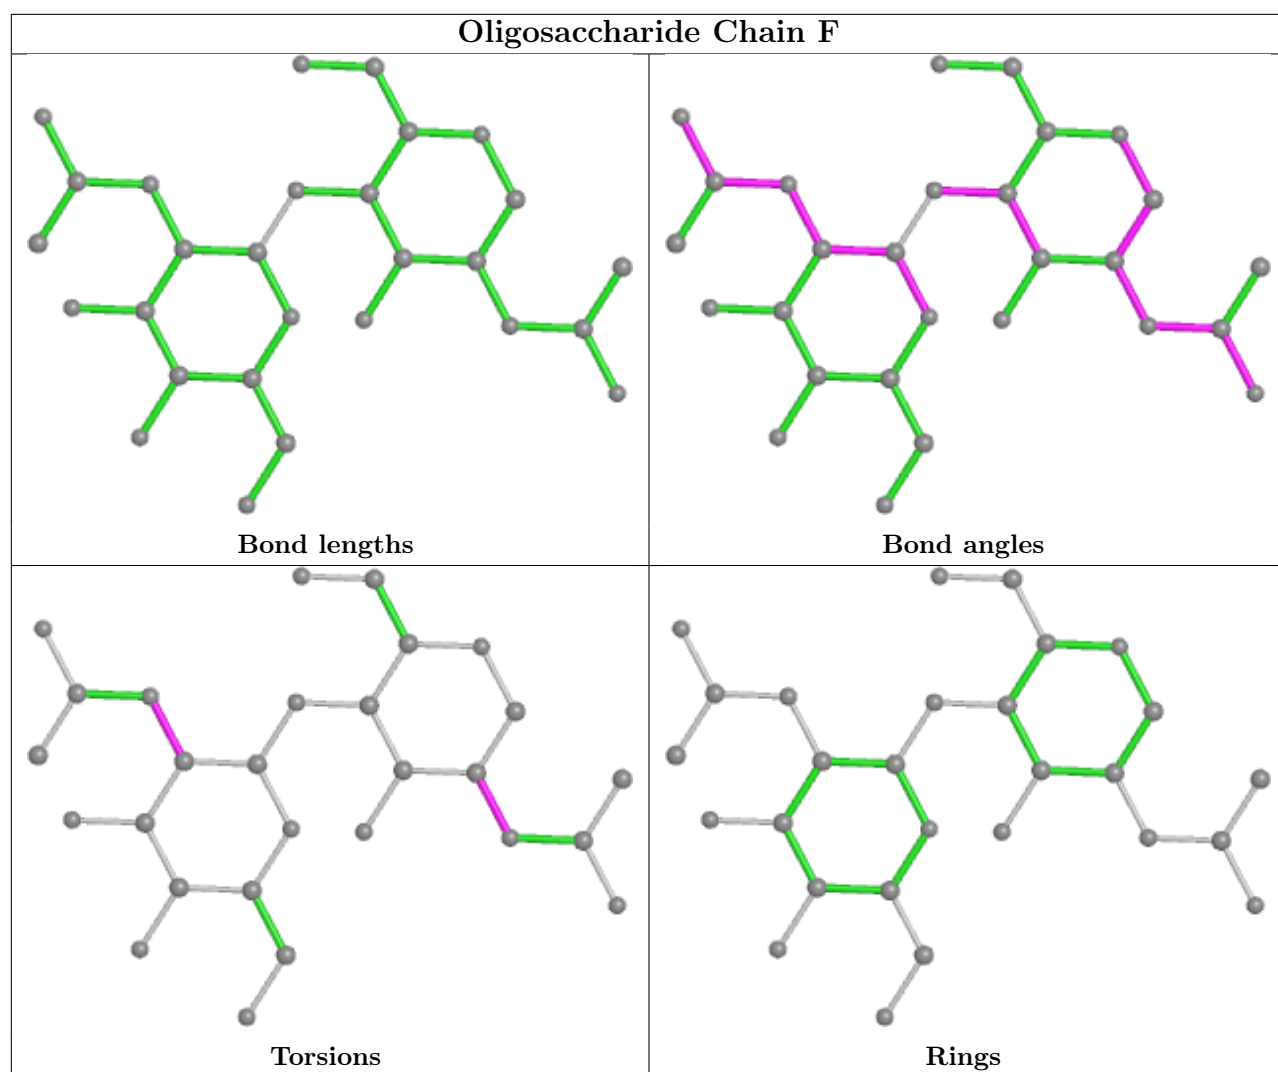 Oligosaccharide Chain F
Bond lengths
Bond angles
Torsions
Rings